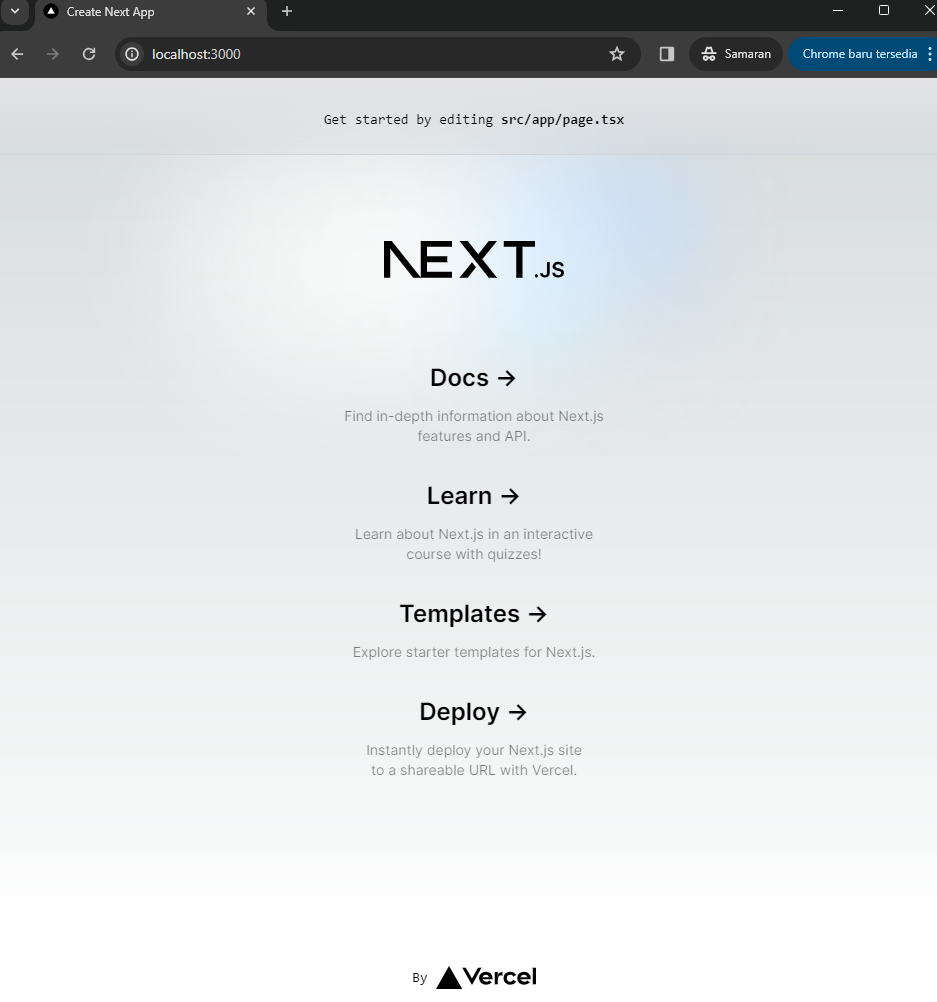 Create Next App
localhost:3000
Samaran
Chrome baru tersedia
Get started by editing src/app/page.tsx
NEXT.JS
Docs →
Find in-depth information about Next.js
features and API.
Learn →
Learn about Next.js in an interactive
course with quizzes!
Templates →
Explore starter templates for Next.js.
Deploy →
Instantly deploy your Next.js site
to a shareable URL with Vercel.
By Vercel